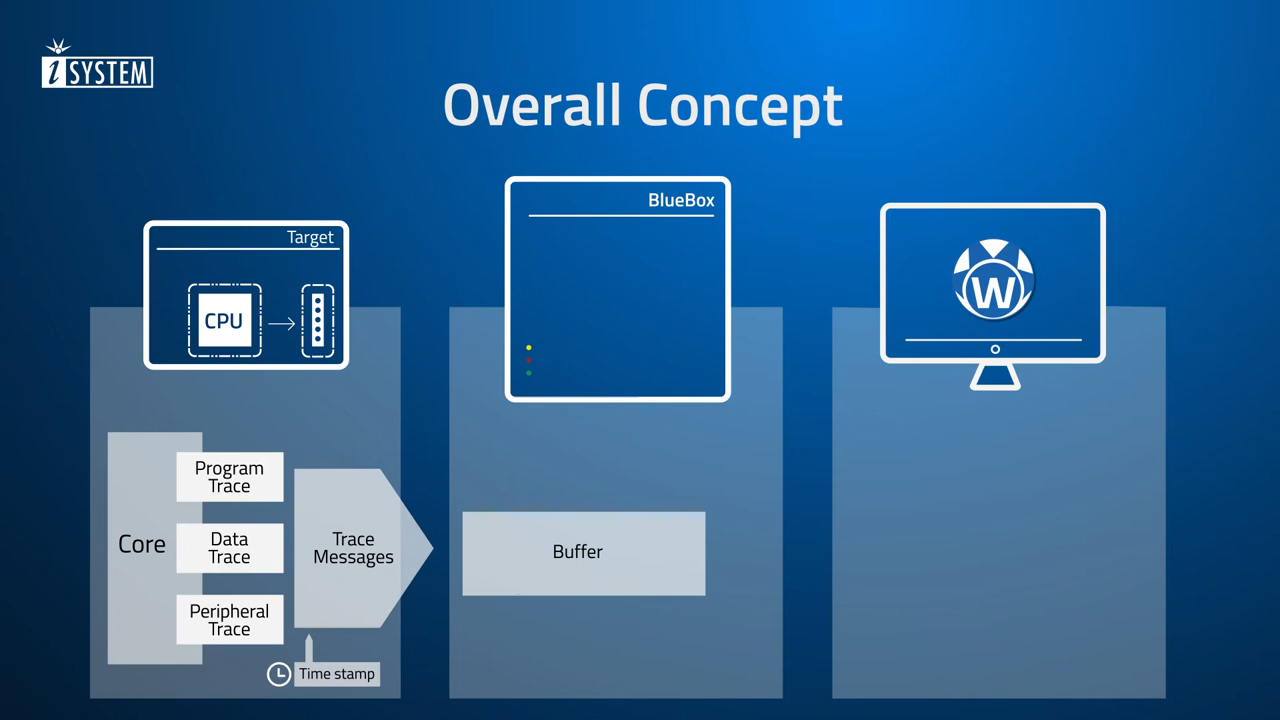 iSYSTEM
Overall Concept
Target
CPU
BlueBox
W
Core
Program
Trace
Data
Trace
Peripheral
Trace
Trace
Messages
Time stamp
Buffer